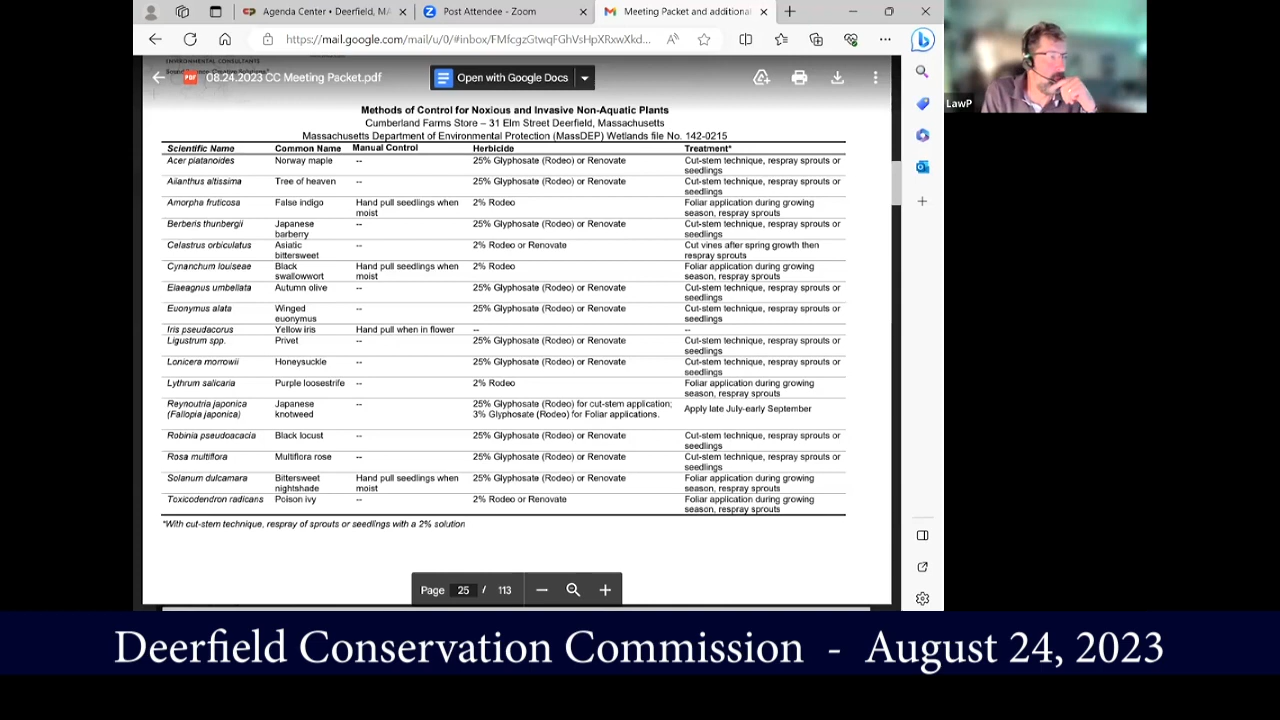 Agenda Center • Deerfield, MA
Post Attendee - Zoom
Meeting Packet and additional
https://mail.google.com/mail/u/0/#inbox/FMfcgzGtwqFGhVsHpXRxwXkd...
ENVIRONMENTAL CONSULTANTS
08.24.2023 CC Meeting Packet.pdf
Open with Google Docs
LawP
Methods of Control for Noxious and Invasive Non-Aquatic Plants
Cumberland Farms Store – 31 Elm Street Deerfield, Massachusetts
Massachusetts Department of Environmental Protection (MassDEP) Wetlands file No. 142-0215
Scientific Name Common Name Manual Control Herbicide Treatment*
Acer platanoides Norway maple -- 25% Glyphosate (Rodeo) or Renovate Cut-stem technique, respray sprouts or
seedlings
Ailanthus altissima Tree of heaven -- 25% Glyphosate (Rodeo) or Renovate Cut-stem technique, respray sprouts or
seedlings
Amorpha fruticosa False indigo Hand pull seedlings when 2% Rodeo Foliar application during growing
moist season, respray sprouts
Berberis thunbergii Japanese -- 25% Glyphosate (Rodeo) or Renovate Cut-stem technique, respray sprouts or
barberry seedlings
Celastrus orbiculatus Asiatic -- 2% Rodeo or Renovate Cut vines after spring growth then
bittersweet respray sprouts
Cynanchum louiseae Black Hand pull seedlings when 2% Rodeo Foliar application during growing
swallowwort moist season, respray sprouts
Elaeagnus umbellata Autumn olive -- 25% Glyphosate (Rodeo) or Renovate Cut-stem technique, respray sprouts or
seedlings
Euonymus alata Winged -- 25% Glyphosate (Rodeo) or Renovate Cut-stem technique, respray sprouts or
euonymus seedlings
Iris pseudacorus Yellow iris Hand pull when in flower -- --
Ligustrum spp. Privet -- 25% Glyphosate (Rodeo) or Renovate Cut-stem technique, respray sprouts or
seedlings
Lonicera morrowii Honeysuckle -- 25% Glyphosate (Rodeo) or Renovate Cut-stem technique, respray sprouts or
seedlings
Lythrum salicaria Purple loosestrife -- 2% Rodeo Foliar application during growing
season, respray sprouts
Reynoutria japonica Japanese -- 25% Glyphosate (Rodeo) for cut-stem application; Apply late July-early September
(Fallopia japonica) knotweed 3% Glyphosate (Rodeo) for Foliar applications.
Robinia pseudoacacia Black locust -- 25% Glyphosate (Rodeo) or Renovate Cut-stem technique, respray sprouts or
seedlings
Rosa multiflora Multiflora rose -- 25% Glyphosate (Rodeo) or Renovate Cut-stem technique, respray sprouts or
seedlings
Solanum dulcamara Bittersweet Hand pull seedlings when 25% Glyphosate (Rodeo) or Renovate Foliar application during growing
nightshade moist season, respray sprouts
Toxicodendron radicans Poison ivy -- 2% Rodeo or Renovate Foliar application during growing
season, respray sprouts
*With cut-stem technique, respray of sprouts or seedlings with a 2% solution
Page 25 / 113
Deerfield Conservation Commission - August 24, 2023